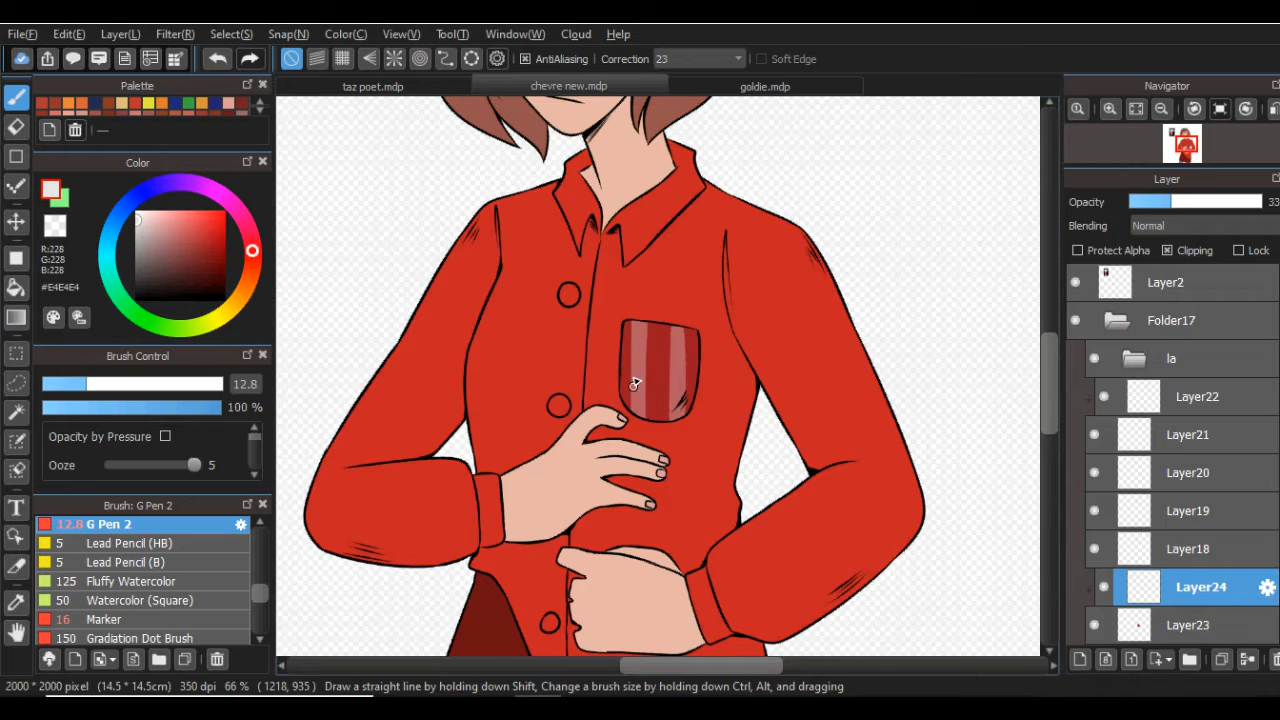 File(F) Edit(E) Layer(L) Filter(R) Select(S) Snap(N) Color(C) View(V) Tool(T) Window(W) Cloud Help
AntiAliasing Correction 23 Soft Edge
Palette
taz poet.mdp chevre new.mdp goldie.mdp
Navigator
Color
R:228
G:228
B:228
#E4E4E4
Layer
Opacity 33
Blending Normal
Protect Alpha Clipping Lock
Layer2
Folder17
la
Layer22
Layer21
Layer20
Layer19
Layer18
Layer24
Layer23
Brush Control
12.8
100 %
Opacity by Pressure
Ooze 5
Brush: G Pen 2
12.8 G Pen 2
5 Lead Pencil (HB)
5 Lead Pencil (B)
125 Fluffy Watercolor
50 Watercolor (Square)
16 Marker
150 Gradation Dot Brush
2000 * 2000 pixel (14.5 * 14.5cm) 350 dpi 66 % ( 1218, 935 ) Draw a straight line by holding down Shift, Change a brush size by holding down Ctrl, Alt, and dragging